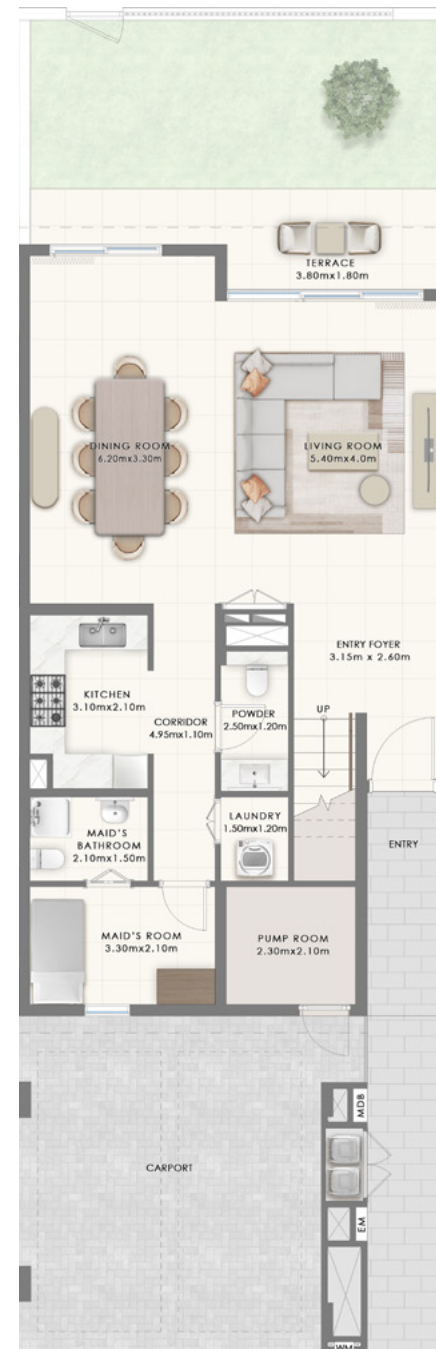 TERRACE
3.80mx1.80m
DINING ROOM
6.20mx3.30m
LIVING ROOM
5.40mx4.0m
ENTRY FOYER
3.15m x 2.60m
KITCHEN
3.10mx2.10m
CORRIDOR
4.95mx1.10m
POWDER
2.50mx1.20m
UP
LAUNDRY
1.50mx1.20m
MAID'S
BATHROOM
2.10mx1.50m
ENTRY
MAID'S ROOM
3.30mx2.10m
PUMP ROOM
2.30mx2.10m
MDB
CARPORT
EM
WM